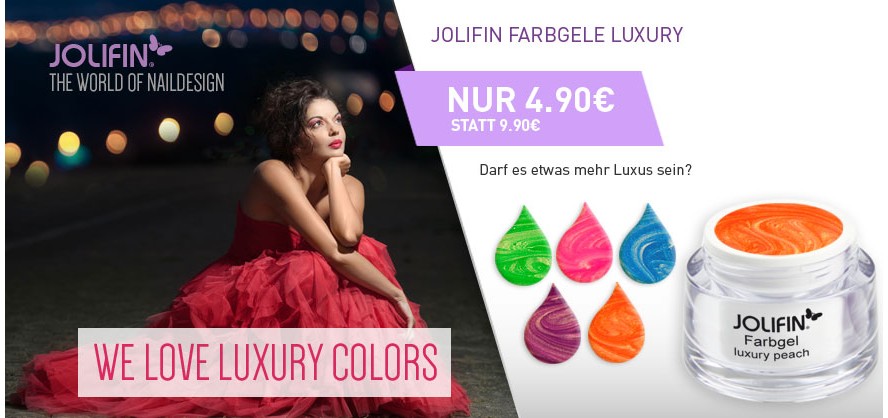 JOLIFIN®
THE WORLD OF NAILDESIGN
WE LOVE LUXURY COLORS
JOLIFIN FARBGELE LUXURY
NUR 4.90€
STATT 9.90€
Darf es etwas mehr Luxus sein?
JOLIFIN®
Farbgel
luxury peach